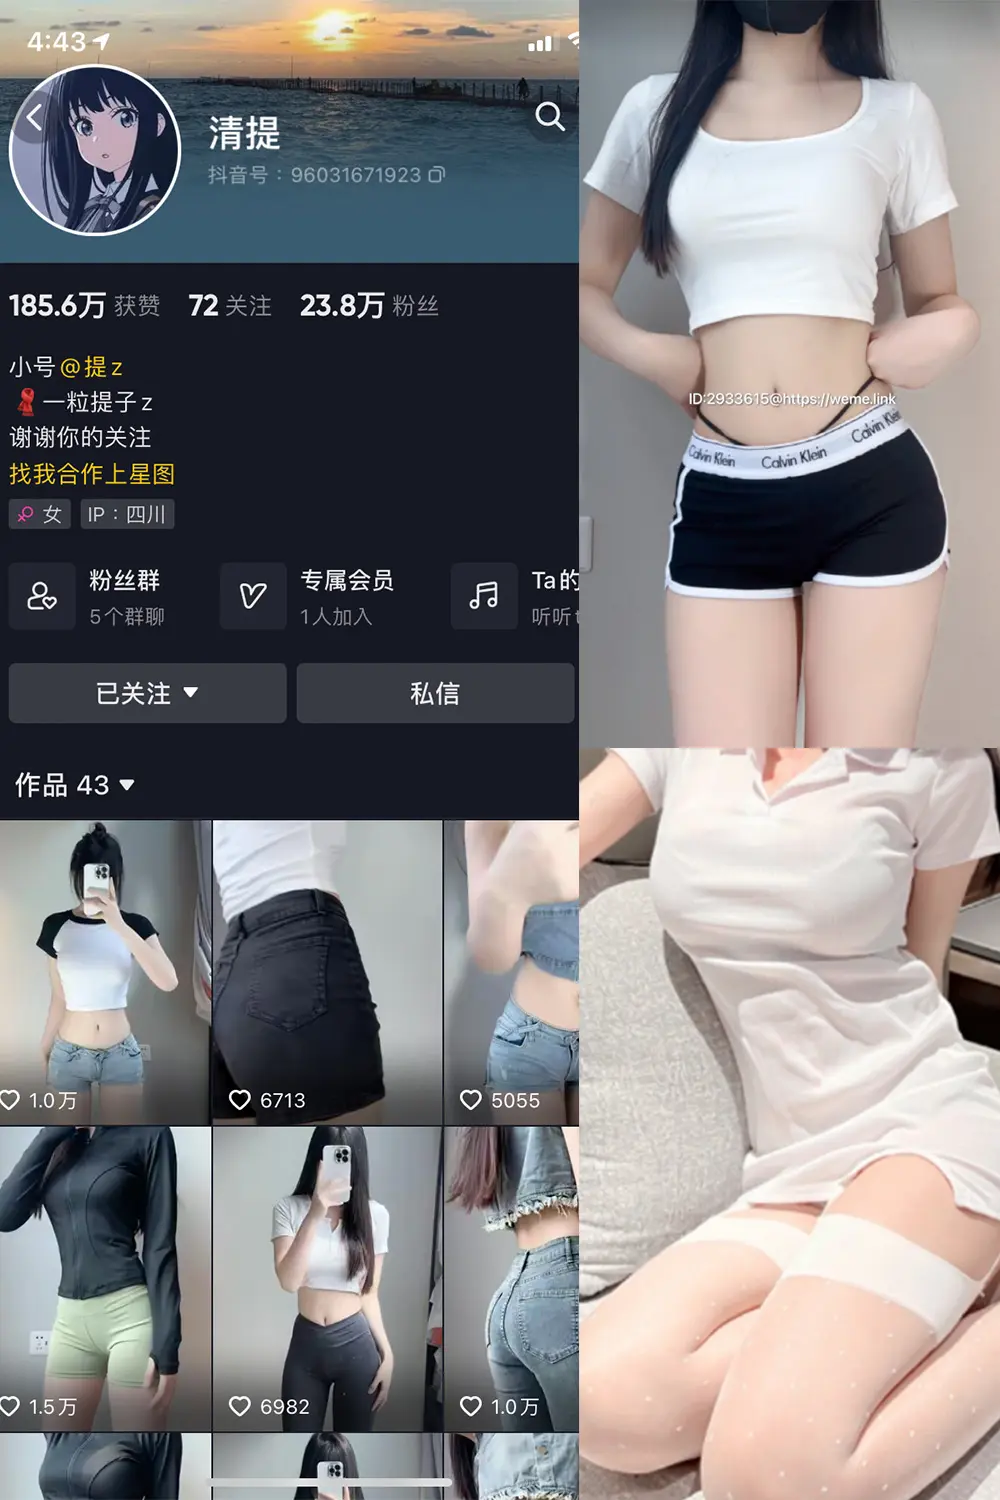 4:43
清提
抖音号：96031671923
185.6万 获赞 72 关注 23.8万 粉丝
小号@提z
一粒提子z
谢谢你的关注
找我合作上星图
女 IP：四川
粉丝群 专属会员 Ta的
5个群聊 1人加入 听听
已关注 私信
作品 43
1.0万 6713 5055
1.5万 6982 1.0万
ID:2933615@https://weme.link
Calvin Klein Calvin Klein Calvin Klein